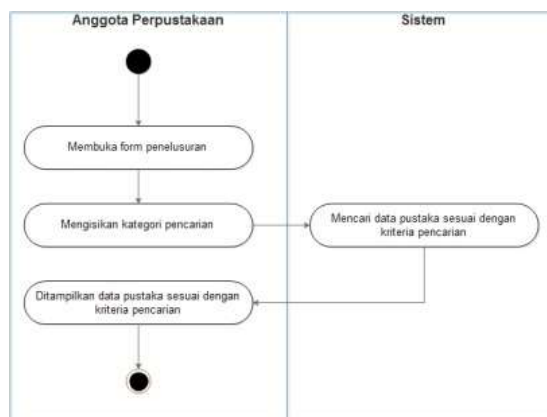 Anggota Perpustakaan
Sistem
Membuka form penelusuran
Mengisikan kategori pencarian
Mencari data pustaka sesuai dengan
kriteria pencarian
Ditampilkan data pustaka sesuai dengan
kriteria pencarian